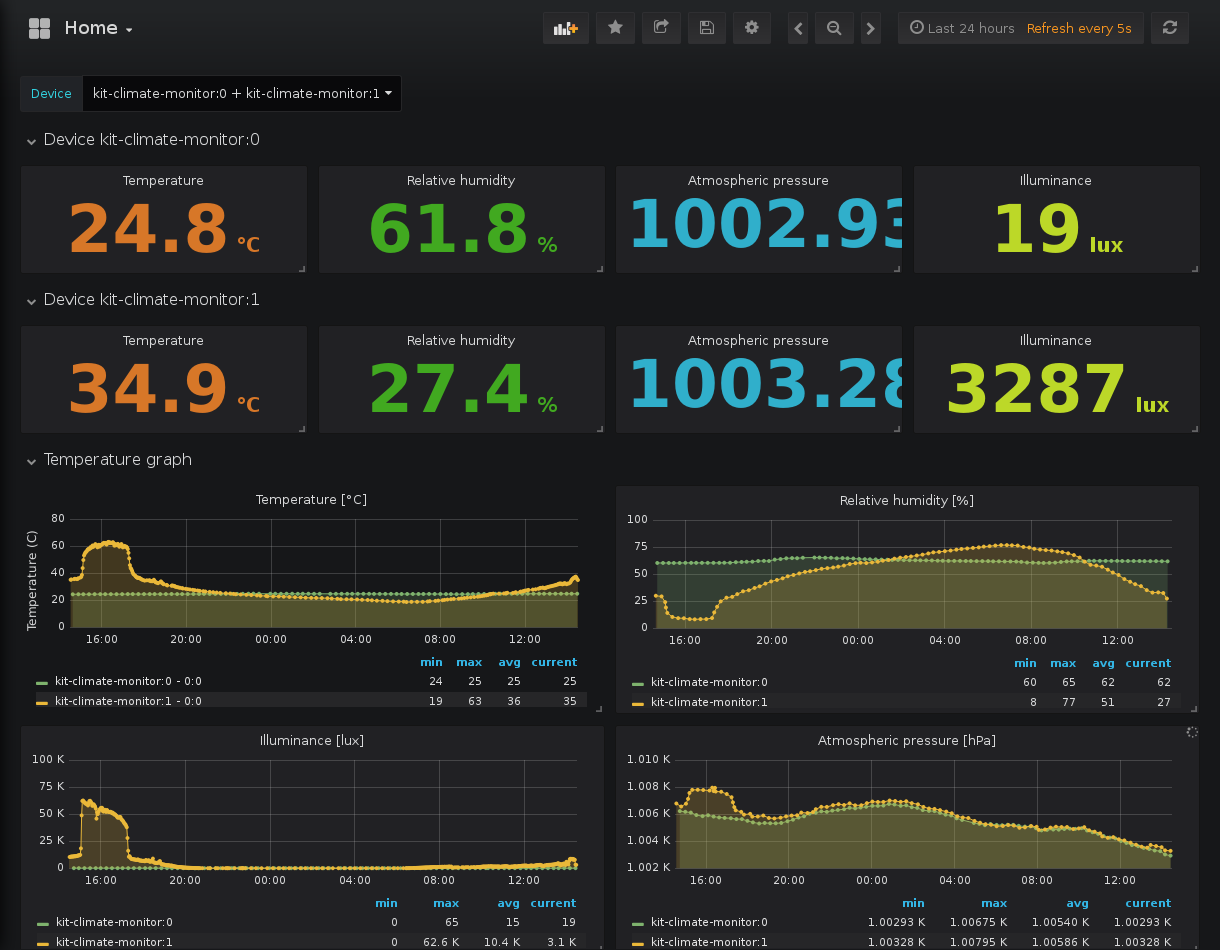 Home
Last 24 hours Refresh every 5s
Device kit-climate-monitor:0 + kit-climate-monitor:1
Device kit-climate-monitor:0
Temperature Relative humidity Atmospheric pressure Illuminance
24.8 °C 61.8 % 1002.93 19 lux
Device kit-climate-monitor:1
Temperature Relative humidity Atmospheric pressure Illuminance
34.9 °C 27.4 % 1003.28 3287 lux
Temperature graph
Temperature [°C]
Temperature (C)
80
60
40
20
0
16:00 20:00 00:00 04:00 08:00 12:00
min max avg current
kit-climate-monitor:0 - 0:0 24 25 25 25
kit-climate-monitor:1 - 0:0 19 63 36 35
Relative humidity [%]
100
75
50
25
0
16:00 20:00 00:00 04:00 08:00 12:00
min max avg current
kit-climate-monitor:0 60 65 62 62
kit-climate-monitor:1 8 77 51 27
Illuminance [lux]
100 K
75 K
50 K
25 K
0
16:00 20:00 00:00 04:00 08:00 12:00
min max avg current
kit-climate-monitor:0 0 65 15 19
kit-climate-monitor:1 0 62.6 K 10.4 K 3.1 K
Atmospheric pressure [hPa]
1.010 K
1.008 K
1.006 K
1.004 K
1.002 K
16:00 20:00 00:00 04:00 08:00 12:00
min max avg current
kit-climate-monitor:0 1.00293 K 1.00675 K 1.00540 K 1.00293 K
kit-climate-monitor:1 1.00328 K 1.00795 K 1.00586 K 1.00328 K